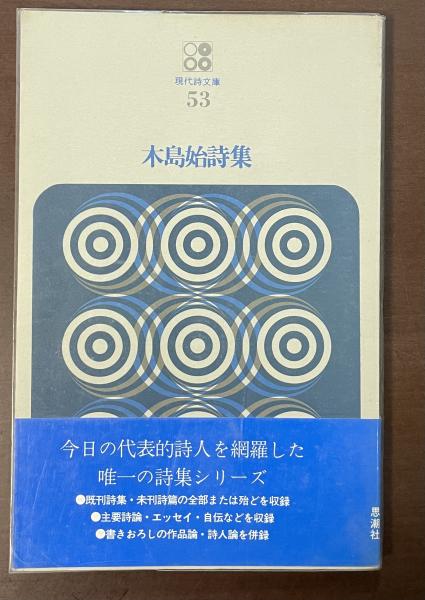 現代詩文庫
53
木島始詩集
今日の代表的詩人を網羅した
唯一の詩集シリーズ
●既刊詩集・未刊詩篇の全部または殆どを収録
●主要詩論・エッセイ・自伝などを収録
●書きおろしの作品論・詩人論を併録
思潮社